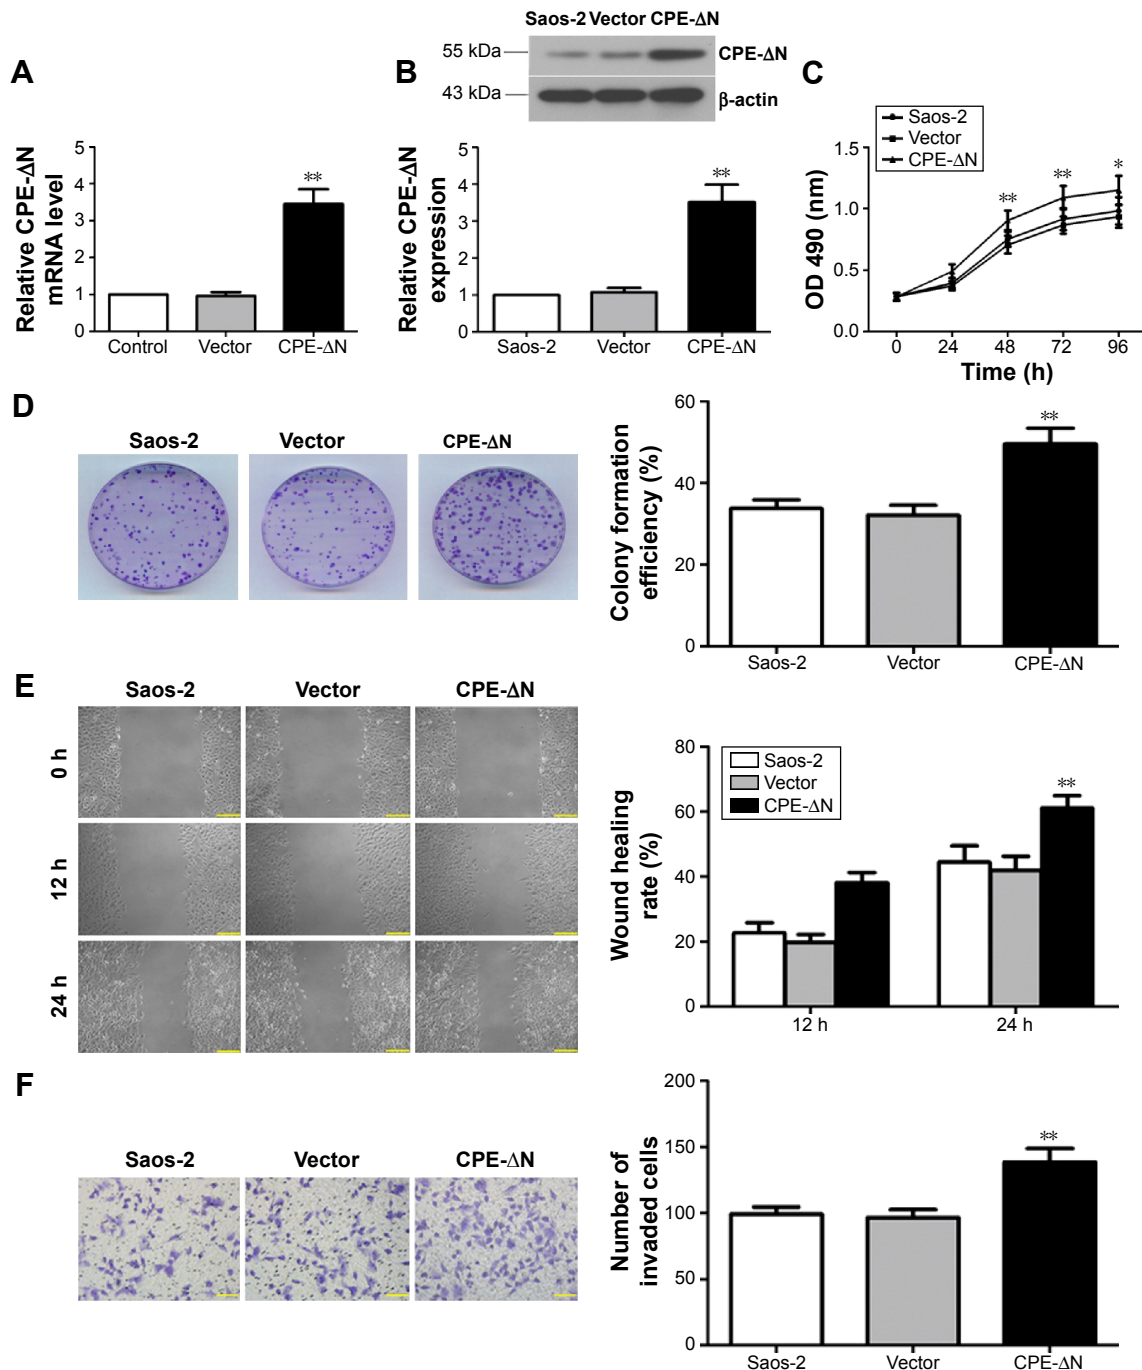 A
Relative CPE-ΔN
mRNA level
5
4
3
2
1
0
**
Control Vector CPE-ΔN
B
Saos-2 Vector CPE-ΔN
55 kDa
CPE-ΔN
43 kDa
β-actin
Relative CPE-ΔN
expression
5
4
3
2
1
0
**
Saos-2 Vector CPE-ΔN
C
Saos-2
Vector
CPE-ΔN
OD 490 (nm)
1.5
1.0
0.5
0.0
** ** *
0 24 48 72 96
Time (h)
D
Saos-2 Vector CPE-ΔN
Colony formation
efficiency (%)
60
40
20
0
**
Saos-2 Vector CPE-ΔN
E
Saos-2 Vector CPE-ΔN
0 h
12 h
24 h
Wound healing
rate (%)
80
60
40
20
0
Saos-2
Vector
CPE-ΔN
**
12 h 24 h
F
Saos-2 Vector CPE-ΔN
Number of
invaded cells
200
150
100
50
0
**
Saos-2 Vector CPE-ΔN